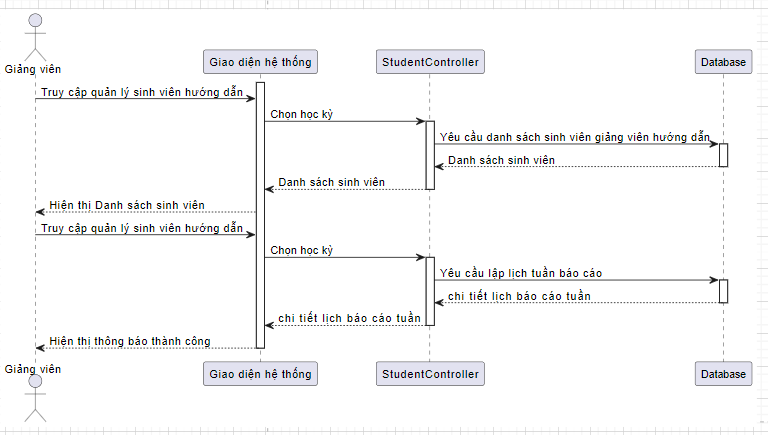 Giảng viên
Giao diện hệ thống
StudentController
Database
Truy cập quản lý sinh viên hướng dẫn
Chọn học kỳ
Yêu cầu danh sách sinh viên giảng viên hướng dẫn
Danh sách sinh viên
Danh sách sinh viên
Hiện thị Danh sách sinh viên
Truy cập quản lý sinh viên hướng dẫn
Chọn học kỳ
Yêu cầu lập lịch tuần báo cáo
chi tiết lịch báo cáo tuần
chi tiết lịch báo cáo tuần
Hiện thị thông báo thành công
Giảng viên
Giao diện hệ thống
StudentController
Database